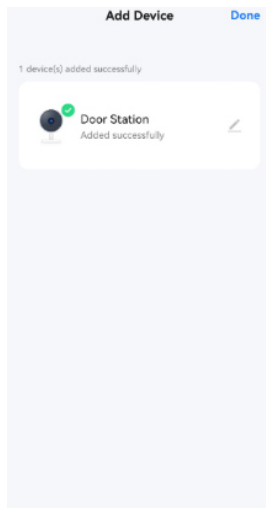 Add Device
Done
1 device(s) added successfully
Door Station
Added successfully